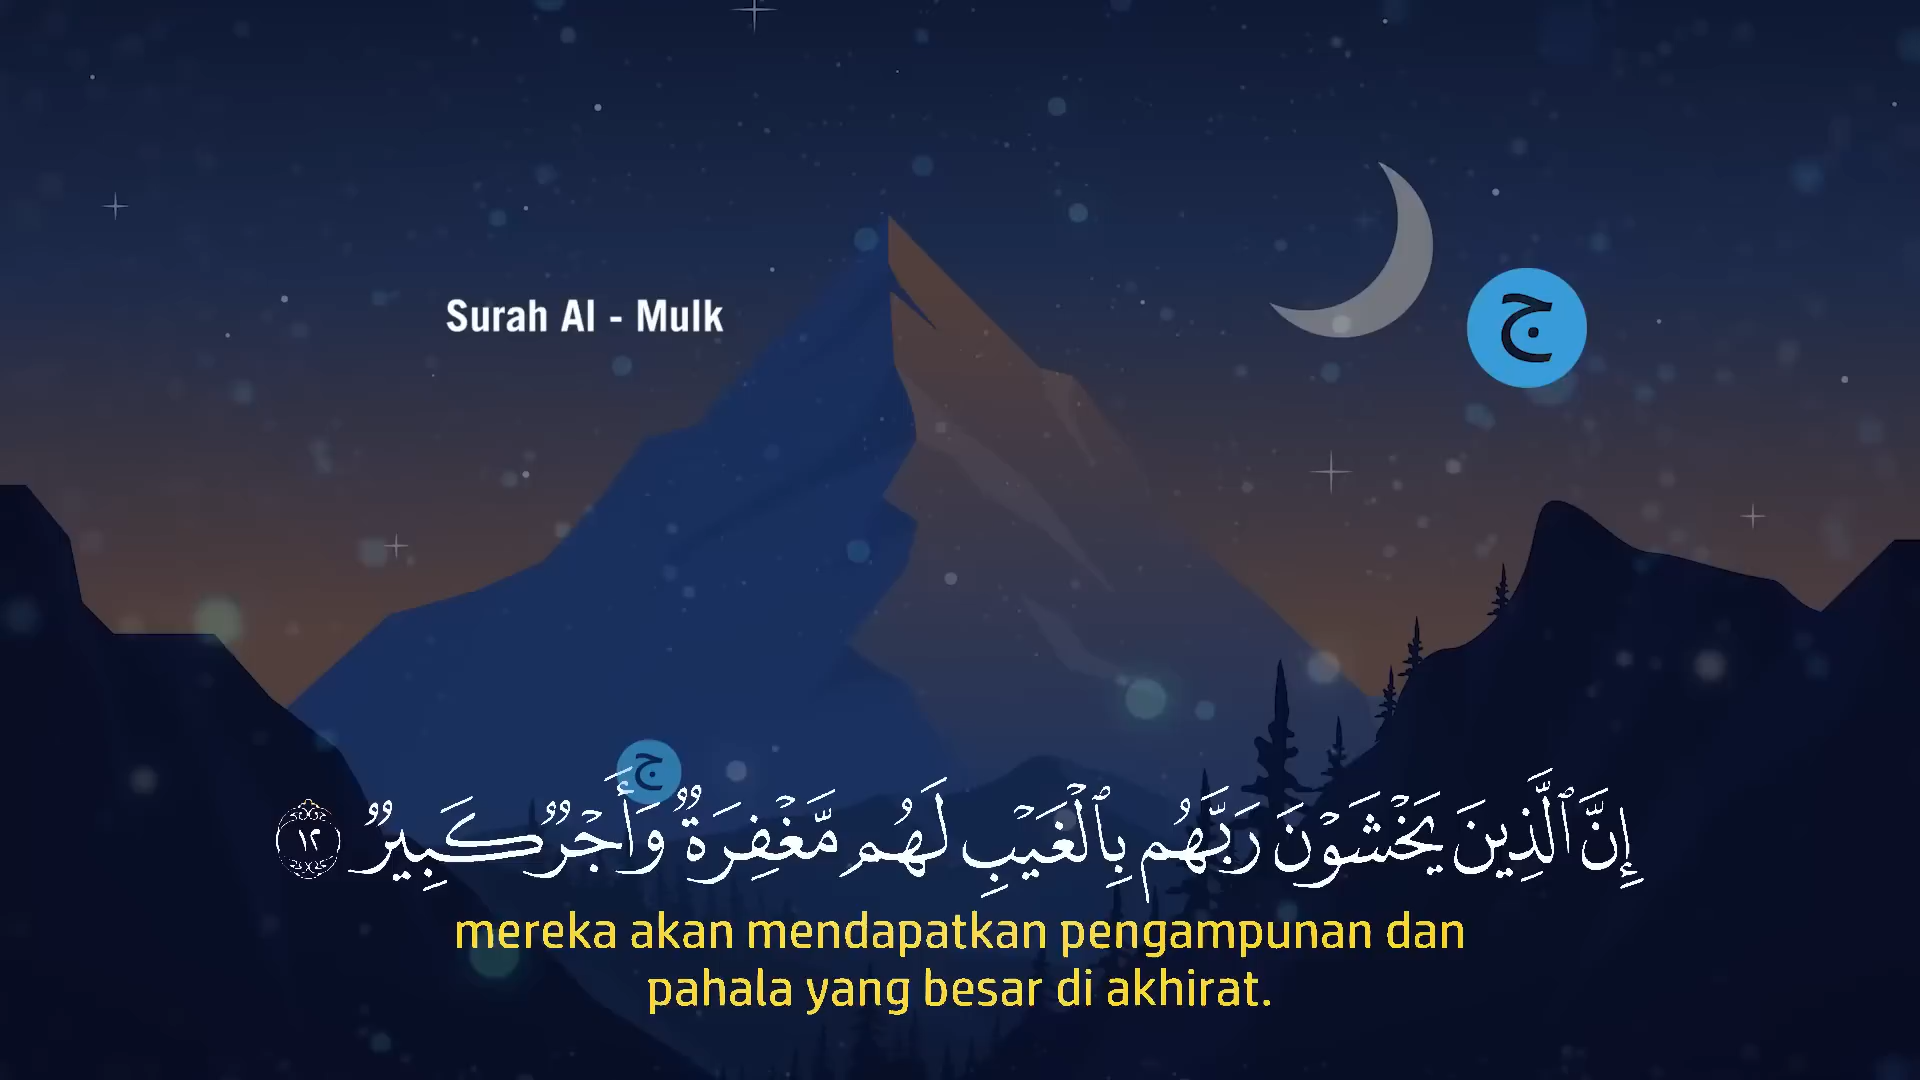 Surah Al - Mulk
ج
ج
إِنَّ ٱلَّذِينَ يَخۡشَوۡنَ رَبَّهُم بِٱلۡغَيۡبِ لَهُم مَّغۡفِرَةٞ وَأَجۡرٞ كَبِيرٞ ١٢
mereka akan mendapatkan pengampunan dan
pahala yang besar di akhirat.